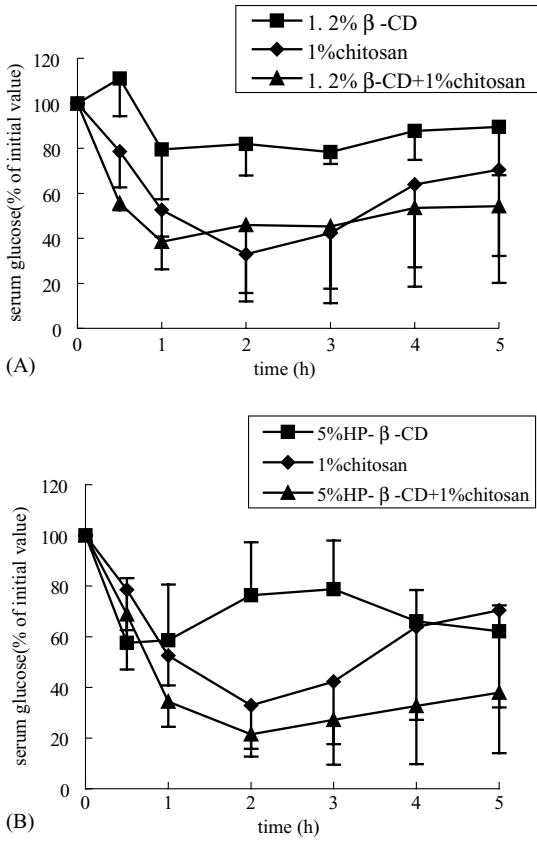 1. 2% β -CD
1%chitosan
1. 2% β-CD+1%chitosan
serum glucose(% of initial value)
120
100
80
60
40
20
0
0 1 2 3 4 5
time (h)
(A)
5%HP- β -CD
1%chitosan
5%HP- β -CD+1%chitosan
serum glucose(% of initial value)
120
100
80
60
40
20
0
0 1 2 3 4 5
time (h)
(B)